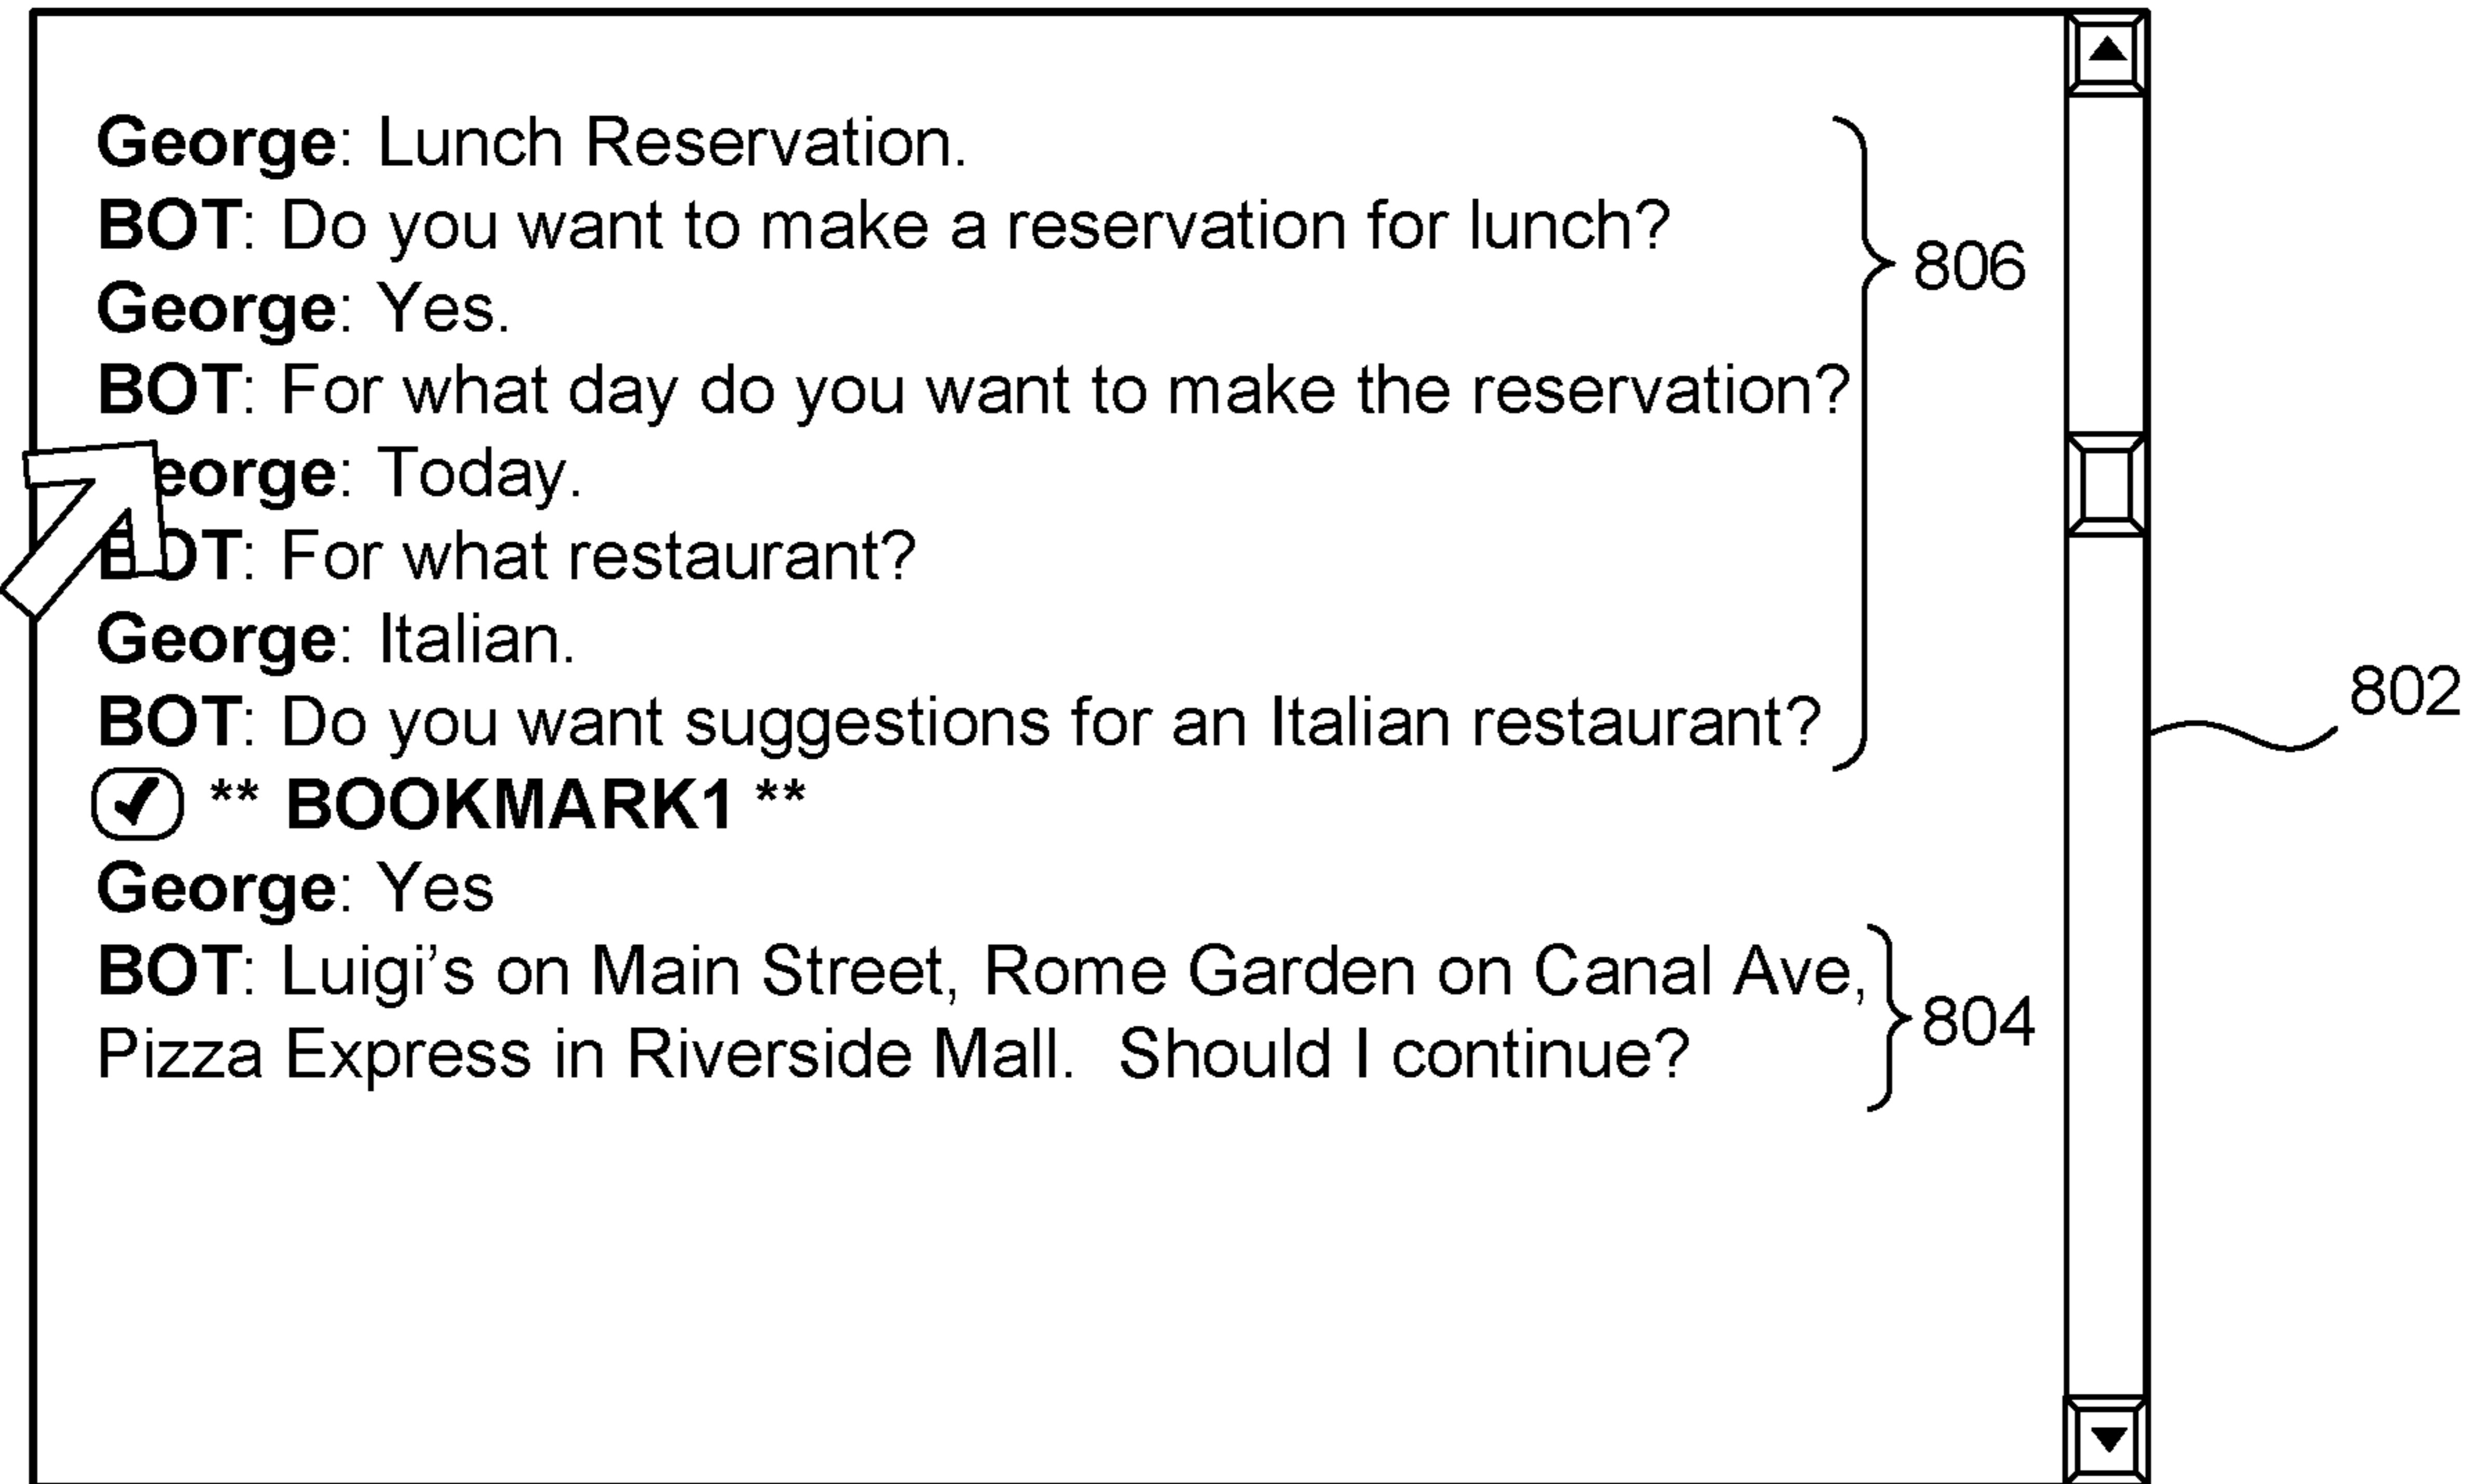 George: Lunch Reservation.
BOT: Do you want to make a reservation for lunch?
George: Yes.
BOT: For what day do you want to make the reservation?
806
eorge: Today.
BOT: For what restaurant?
George: Italian.
BOT: Do you want suggestions for an Italian restaurant?
802
** BOOKMARK1 **
George: Yes
BOT: Luigi's on Main Street, Rome Garden on Canal Ave,
Pizza Express in Riverside Mall. Should I continue?
804